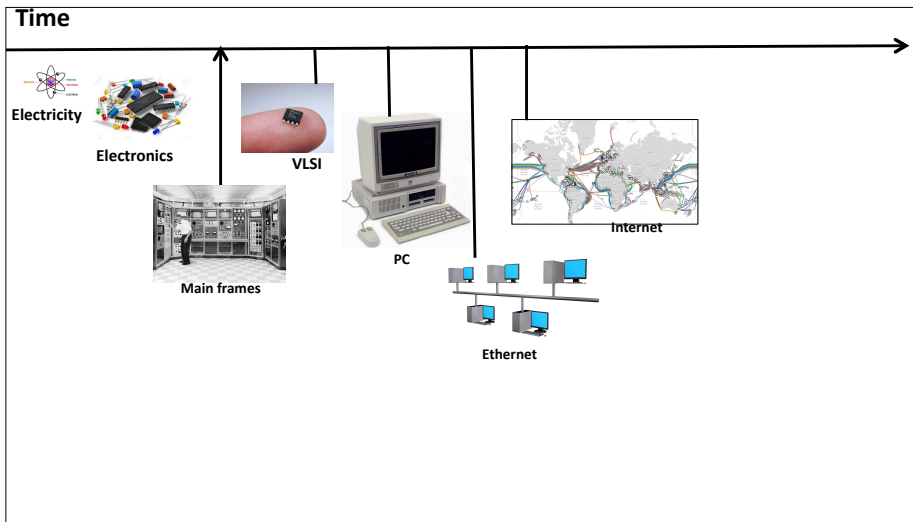 Time
Electricity
Electronics
VLSI
Main frames
PC
Internet
Ethernet